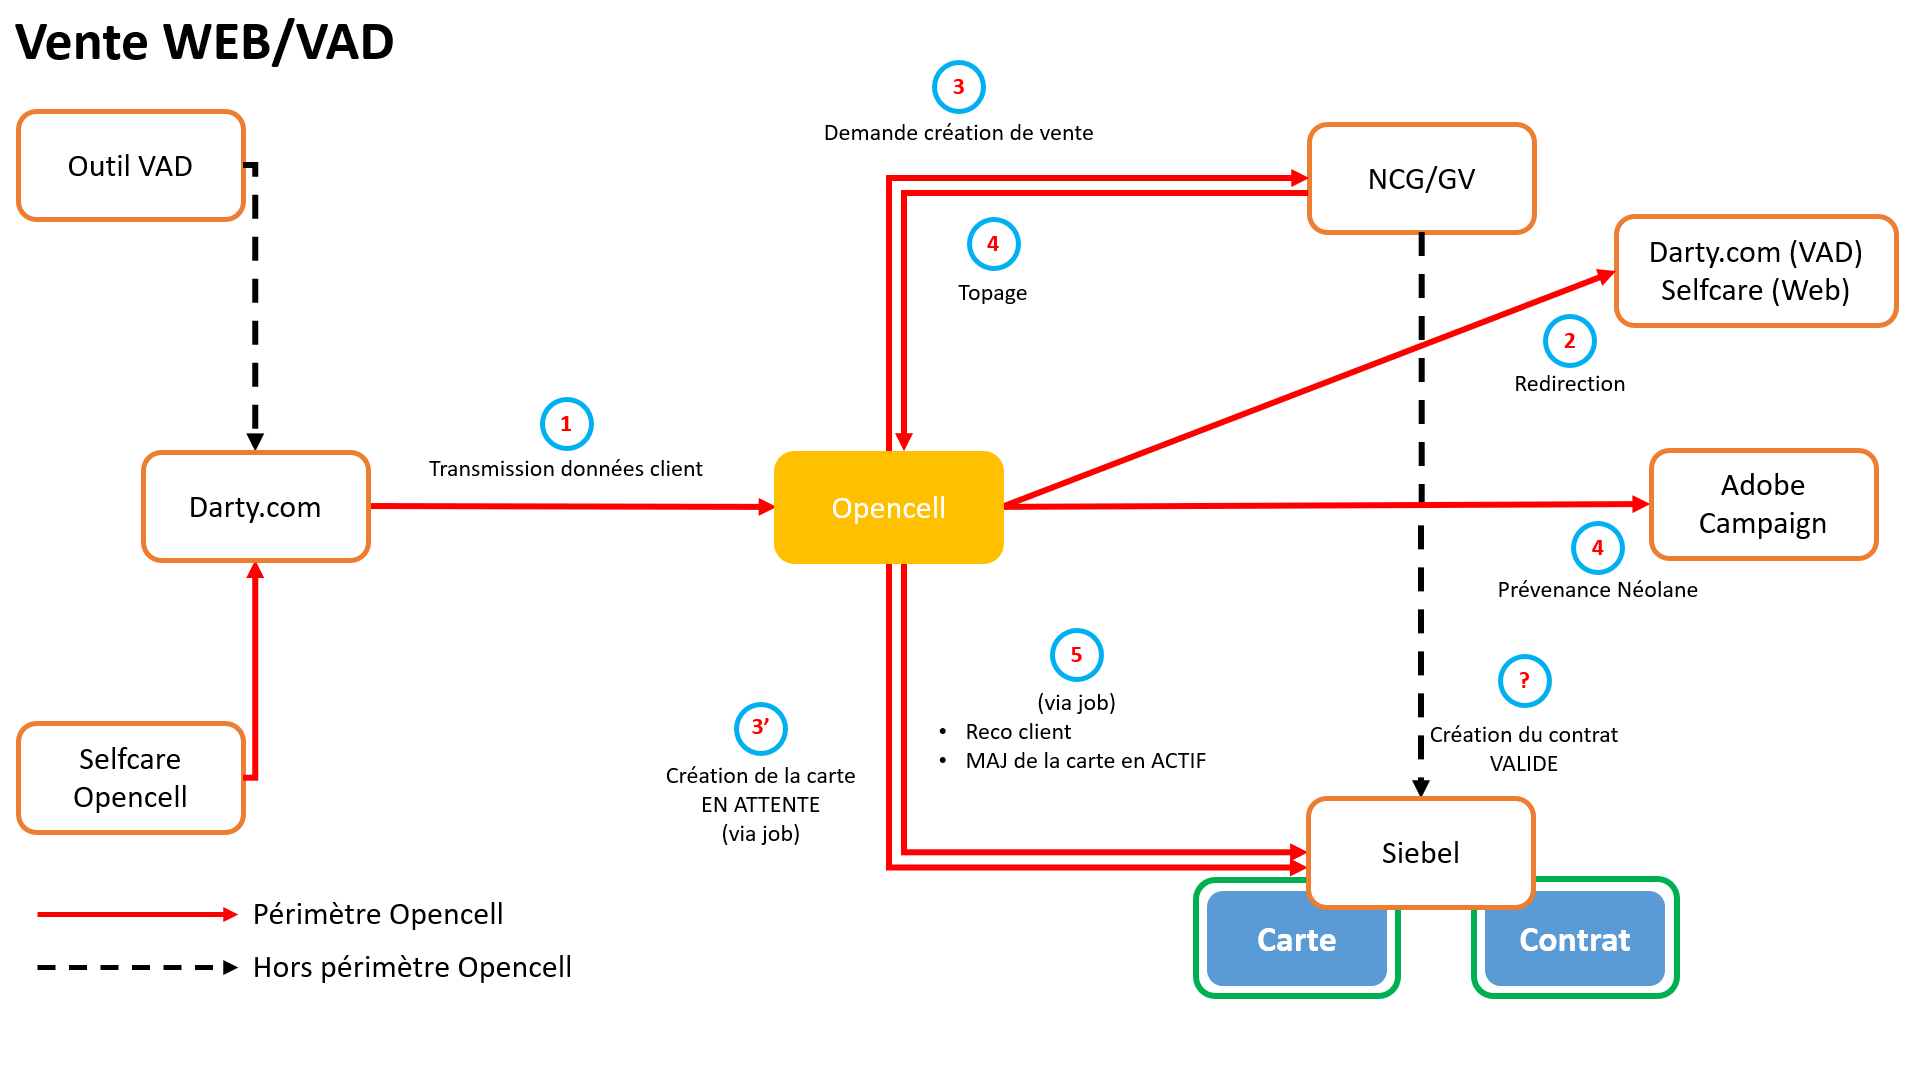 Vente WEB/VAD
3
Demande création de vente
Outil VAD
NCG/GV
4
Topage
Darty.com (VAD)
Selfcare (Web)
2
Redirection
1
Transmission données client
Darty.com
Opencell
Adobe
Campaign
4
Prévenance Néolane
5
(via job)
• Reco client
• MAJ de la carte en ACTIF
?
Création du contrat
VALIDE
3’
Création de la carte
EN ATTENTE
(via job)
Selfcare
Opencell
Siebel
Carte
Contrat
Périmètre Opencell
Hors périmètre Opencell